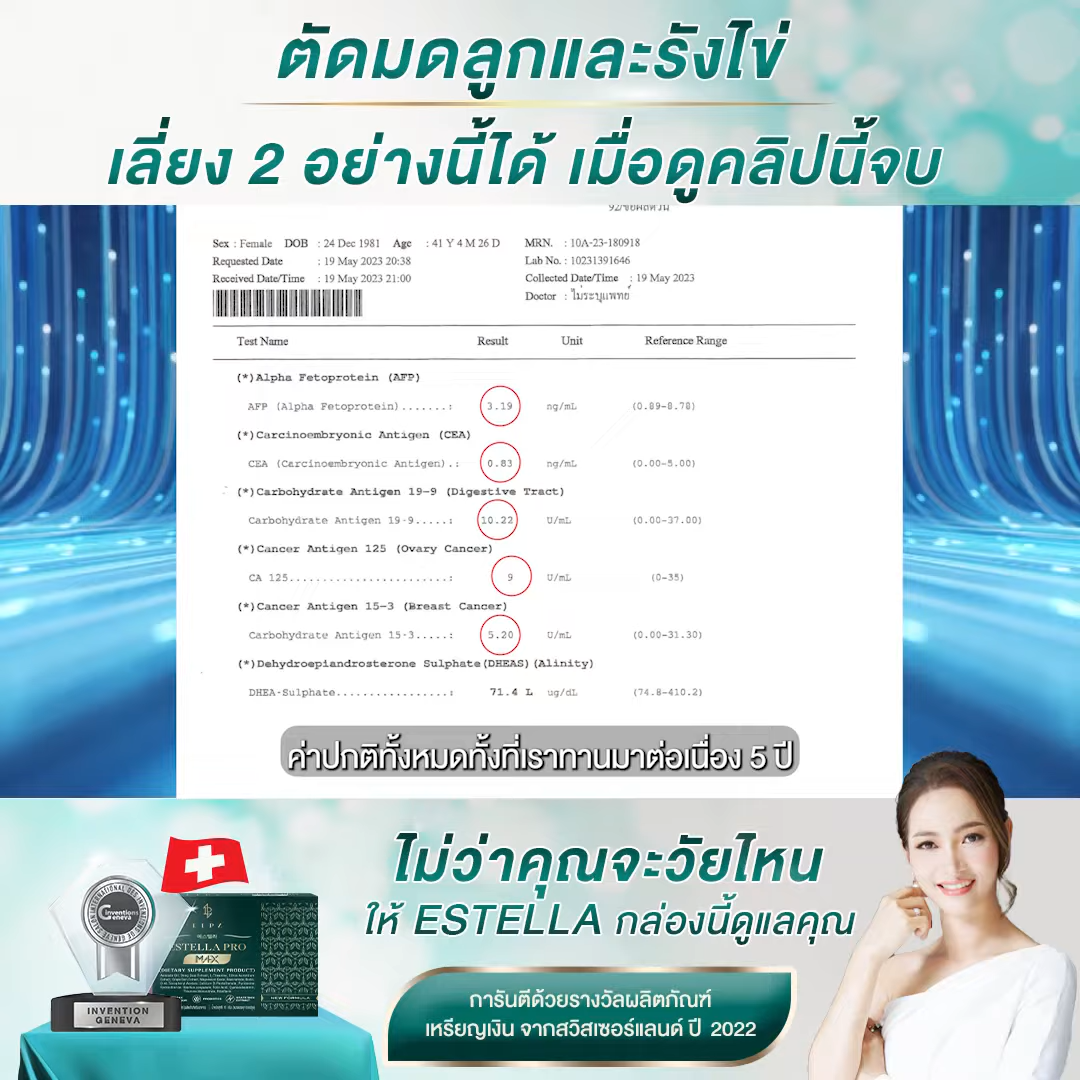 ตัดมดลูกและรังไข่
เลี่ยง 2 อย่างนี้ได้ เมื่อดูคลิปนี้จบ
Sex : Female DOB : 24 Dec 1981 Age : 41 Y 4 M 26 D MRN. : 10A-23-180918
Requested Date : 19 May 2023 20:38 Lab No. : 10231391646
Received Date/Time : 19 May 2023 21:00 Collected Date/Time : 19 May 2023
Doctor : ไม่ระบุแพทย์
Test Name Result Unit Reference Range
(*)Alpha Fetoprotein (AFP)
AFP (Alpha Fetoprotein).......: 3.19 ng/mL (0.89-8.78)
(*)Carcinoembryonic Antigen (CEA)
CEA (Carcinoembryonic Antigen).: 0.83 ng/mL (0.00-5.00)
(*)Carbohydrate Antigen 19-9 (Digestive Tract)
Carbohydrate Antigen 19-9.....: 10.22 U/mL (0.00-37.00)
(*)Cancer Antigen 125 (Ovary Cancer)
CA 125........................: 9 U/mL (0-35)
(*)Cancer Antigen 15-3 (Breast Cancer)
Carbohydrate Antigen 15-3.....: 5.20 U/mL (0.00-31.30)
(*)Dehydroepiandrosterone Sulphate(DHEAS)(Alinity)
DHEA-Sulphate.................: 71.4 L ug/dL (74.8-410.2)
ค่าปกติทั้งหมดทั้งที่เราทานมาต่อเนื่อง 5 ปี
ไม่ว่าคุณจะวัยไหน
ให้ ESTELLA กล่องนี้ดูแลคุณ
การันตีด้วยรางวัลผลิตภัณฑ์
เหรียญเงิน จากสวิสเซอร์แลนด์ ปี 2022
inventions
Geneva
INVENTION
GENEVA
ESTELLA PRO
MAX
(DIETARY SUPPLEMENT PRODUCT)
NEW FORMULA